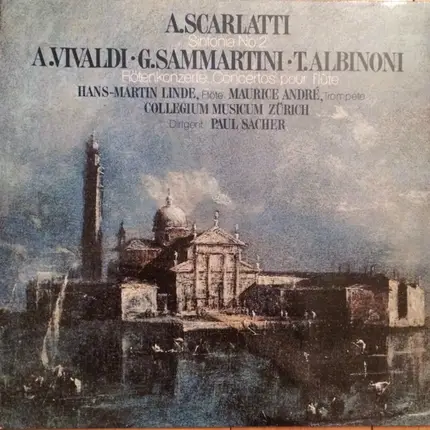 A.SCARLATTI
Sinfonia No.2
A.VIVALDI·G.SAMMARTINI·T.ALBINONI
Flötenkonzerte Concertos pour flûte
HANS-MARTIN LINDE, Flöte MAURICE ANDRÉ, Trompete
COLLEGIUM MUSICUM ZÜRICH
Dirigent PAUL SACHER